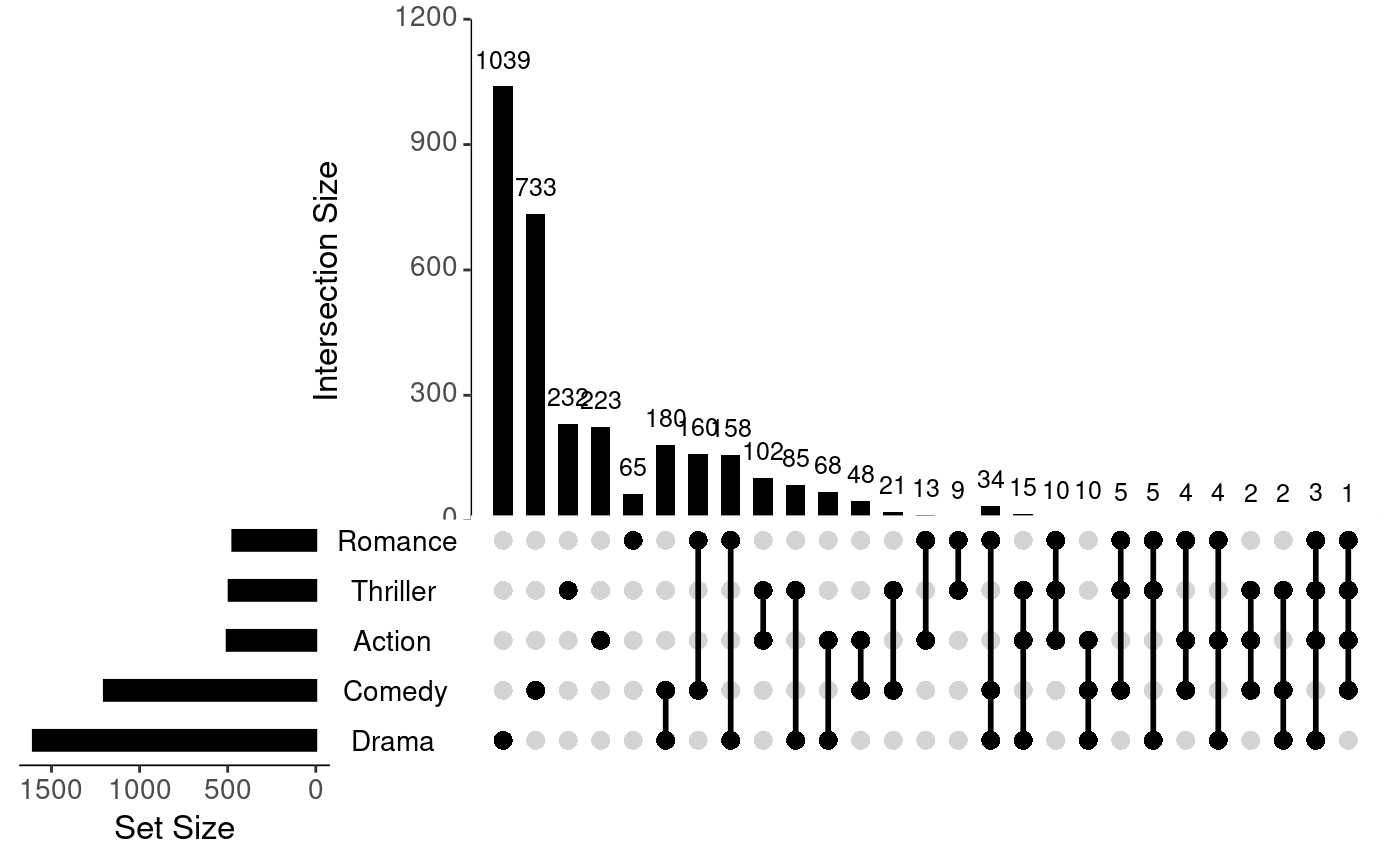 1200
1039
900
733
600
Intersection Size
300
232 223 65 180 160 158 102 85 68 48 21 13 9 34 15 10 10 5 5 4 4 2 2 3 1
0
Romance
Thriller
Action
Comedy
Drama
1500 1000 500 0
Set Size